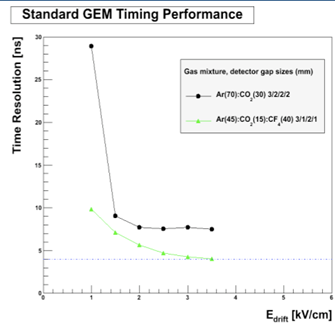 Standard GEM Timing Performance
Time Resolution [ns]
30
25
20
15
10
5
0
Gas mixture, detector gap sizes (mm)
Ar(70):CO2(30) 3/2/2/2
Ar(45):CO2(15):CF4(40) 3/1/2/1
0 1 2 3 4 5 6
Edrift [kV/cm]